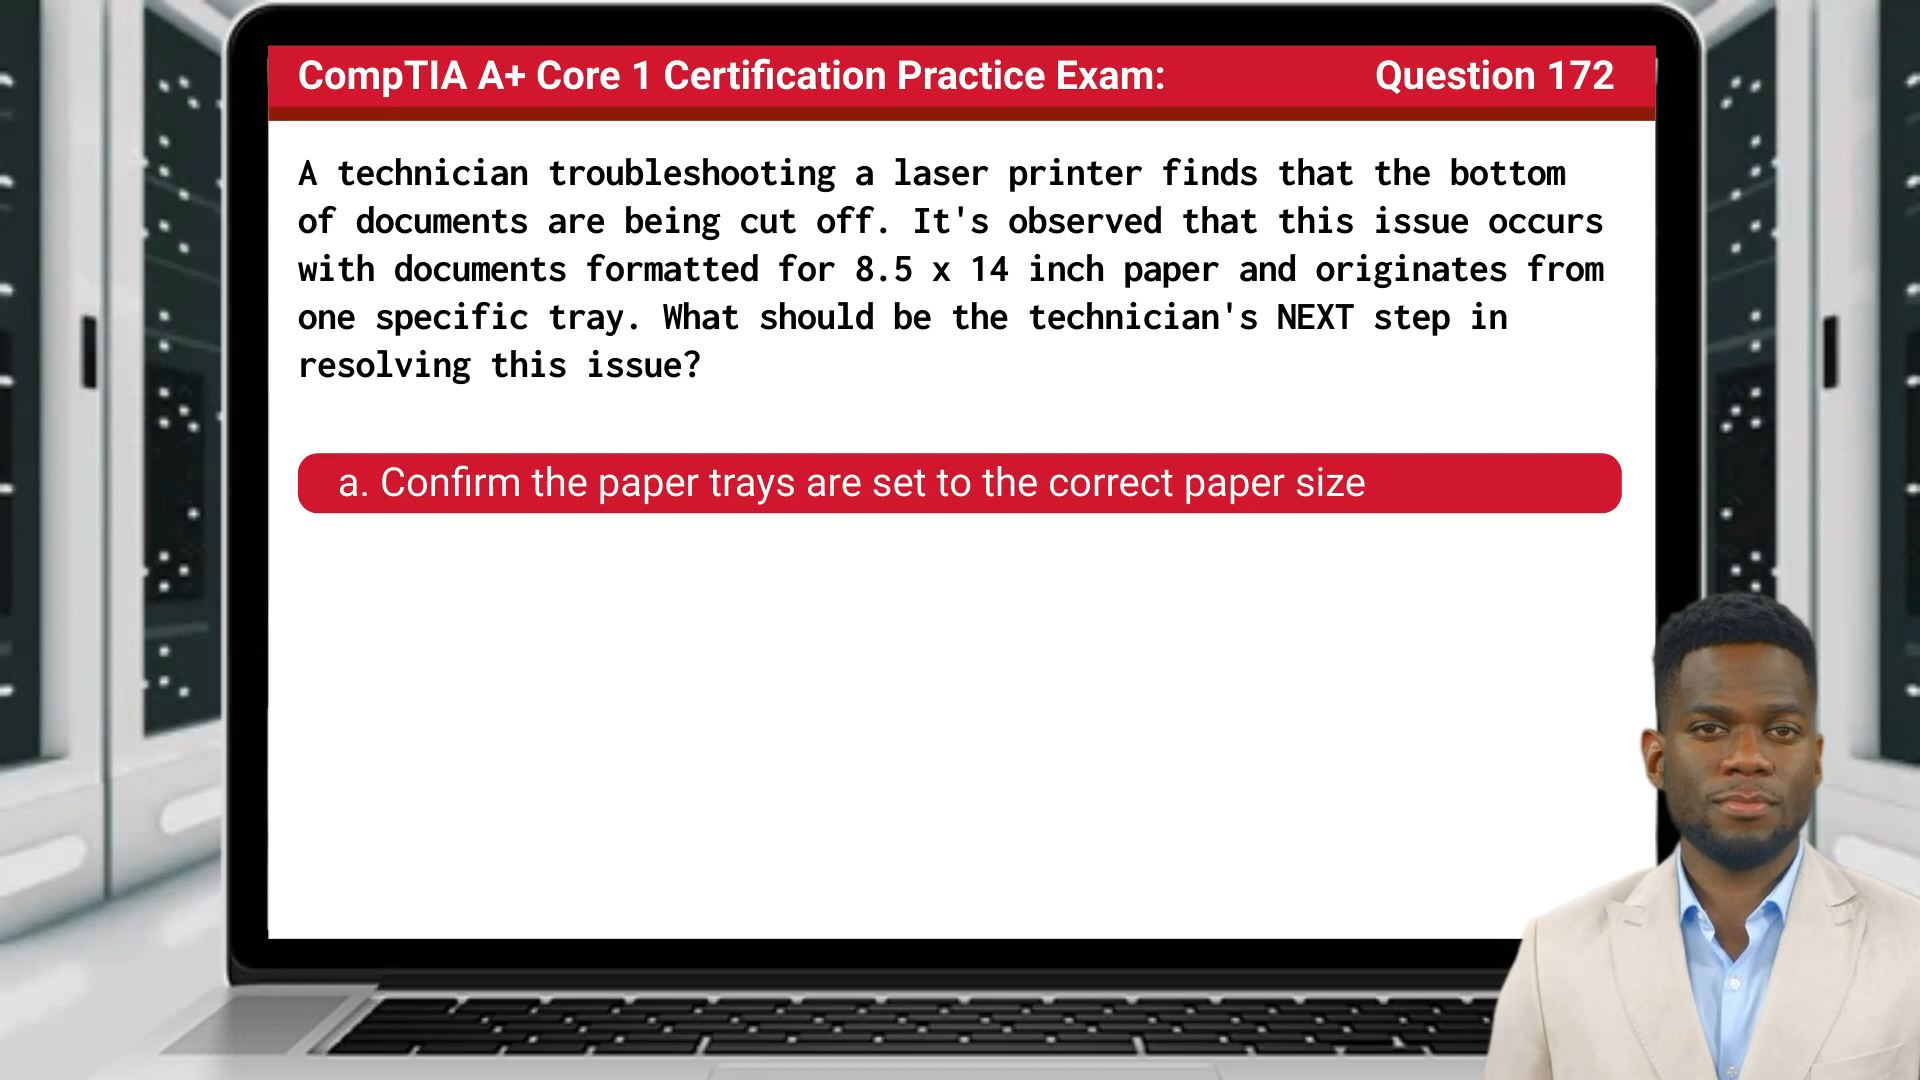 CompTIA A+ Core 1 Certification Practice Exam:
Question 172
A technician troubleshooting a laser printer finds that the bottom
of documents are being cut off. It's observed that this issue occurs
with documents formatted for 8.5 x 14 inch paper and originates from
one specific tray. What should be the technician's NEXT step in
resolving this issue?
a. Confirm the paper trays are set to the correct paper size